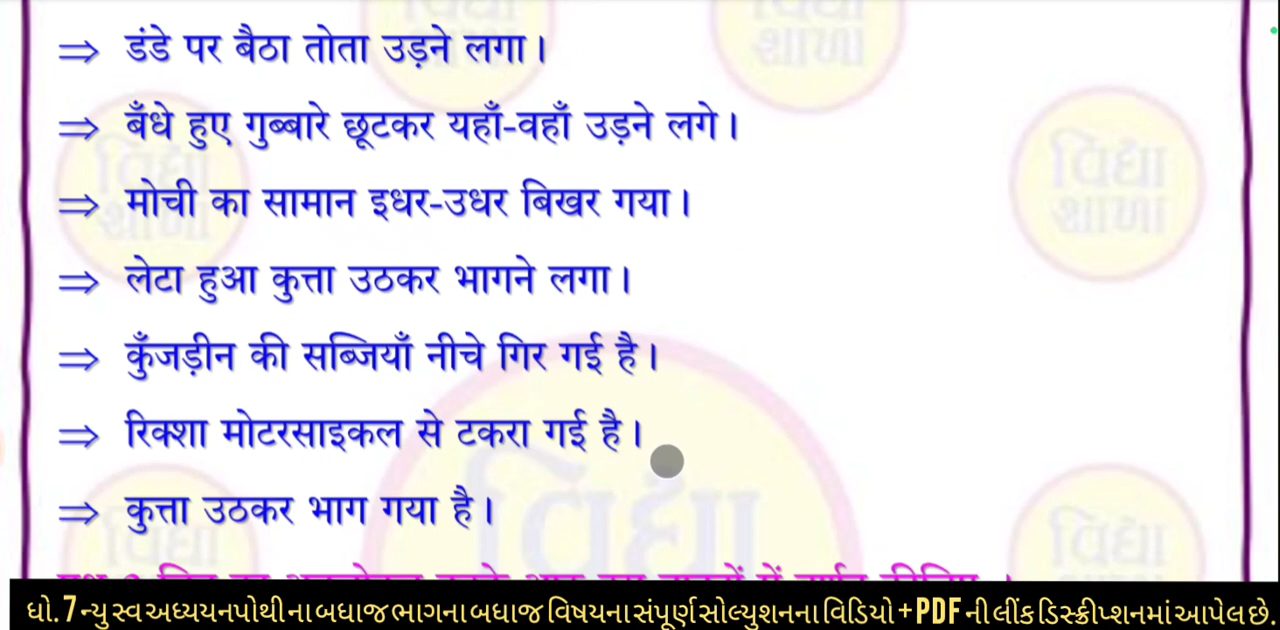 ⇒ डंडे पर बैठा तोता उड़ने लगा।
⇒ बँधे हुए गुब्बारे छूटकर यहाँ-वहाँ उड़ने लगे।
⇒ मोची का सामान इधर-उधर बिखर गया।
⇒ लेटा हुआ कुत्ता उठकर भागने लगा।
⇒ कुँजड़ीन की सब्जियाँ नीचे गिर गई है।
⇒ रिक्शा मोटरसाइकल से टकरा गई है।
⇒ कुत्ता उठकर भाग गया है।
ધો. 7 ન્યુ સ્વઅધ્યયનપોથી ના બધાજ ભાગના બધાજ વિષયના સંપૂર્ણ સોલ્યુશનના વિડિયો + PDF ની લીંક ડિસ્ક્રીપ્શનમાં આપેલ છે.
વિદ્યા
શાળા